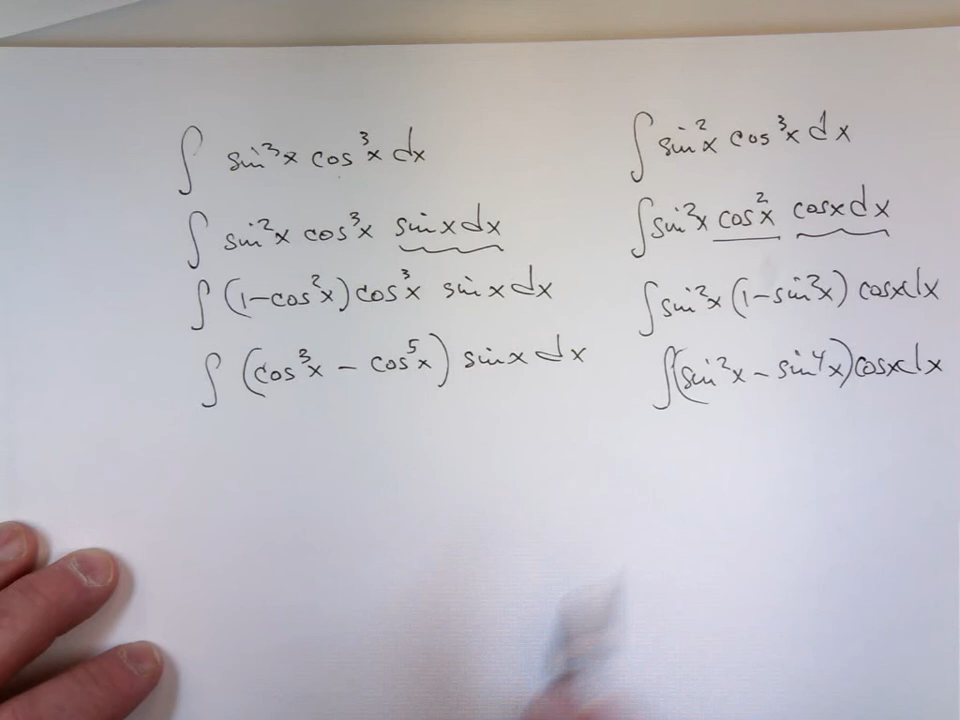 ∫ sin³x cos³x dx
∫ sin²x cos³x sinx dx
∫ (1-cos²x) cos³x sinx dx
∫ (cos³x - cos⁵x) sinx dx
∫ sin²x cos³x dx
∫ sin²x cos²x cosx dx
∫ sin²x (1-sin²x) cosx dx
∫ (sin²x - sin⁴x) cosx dx